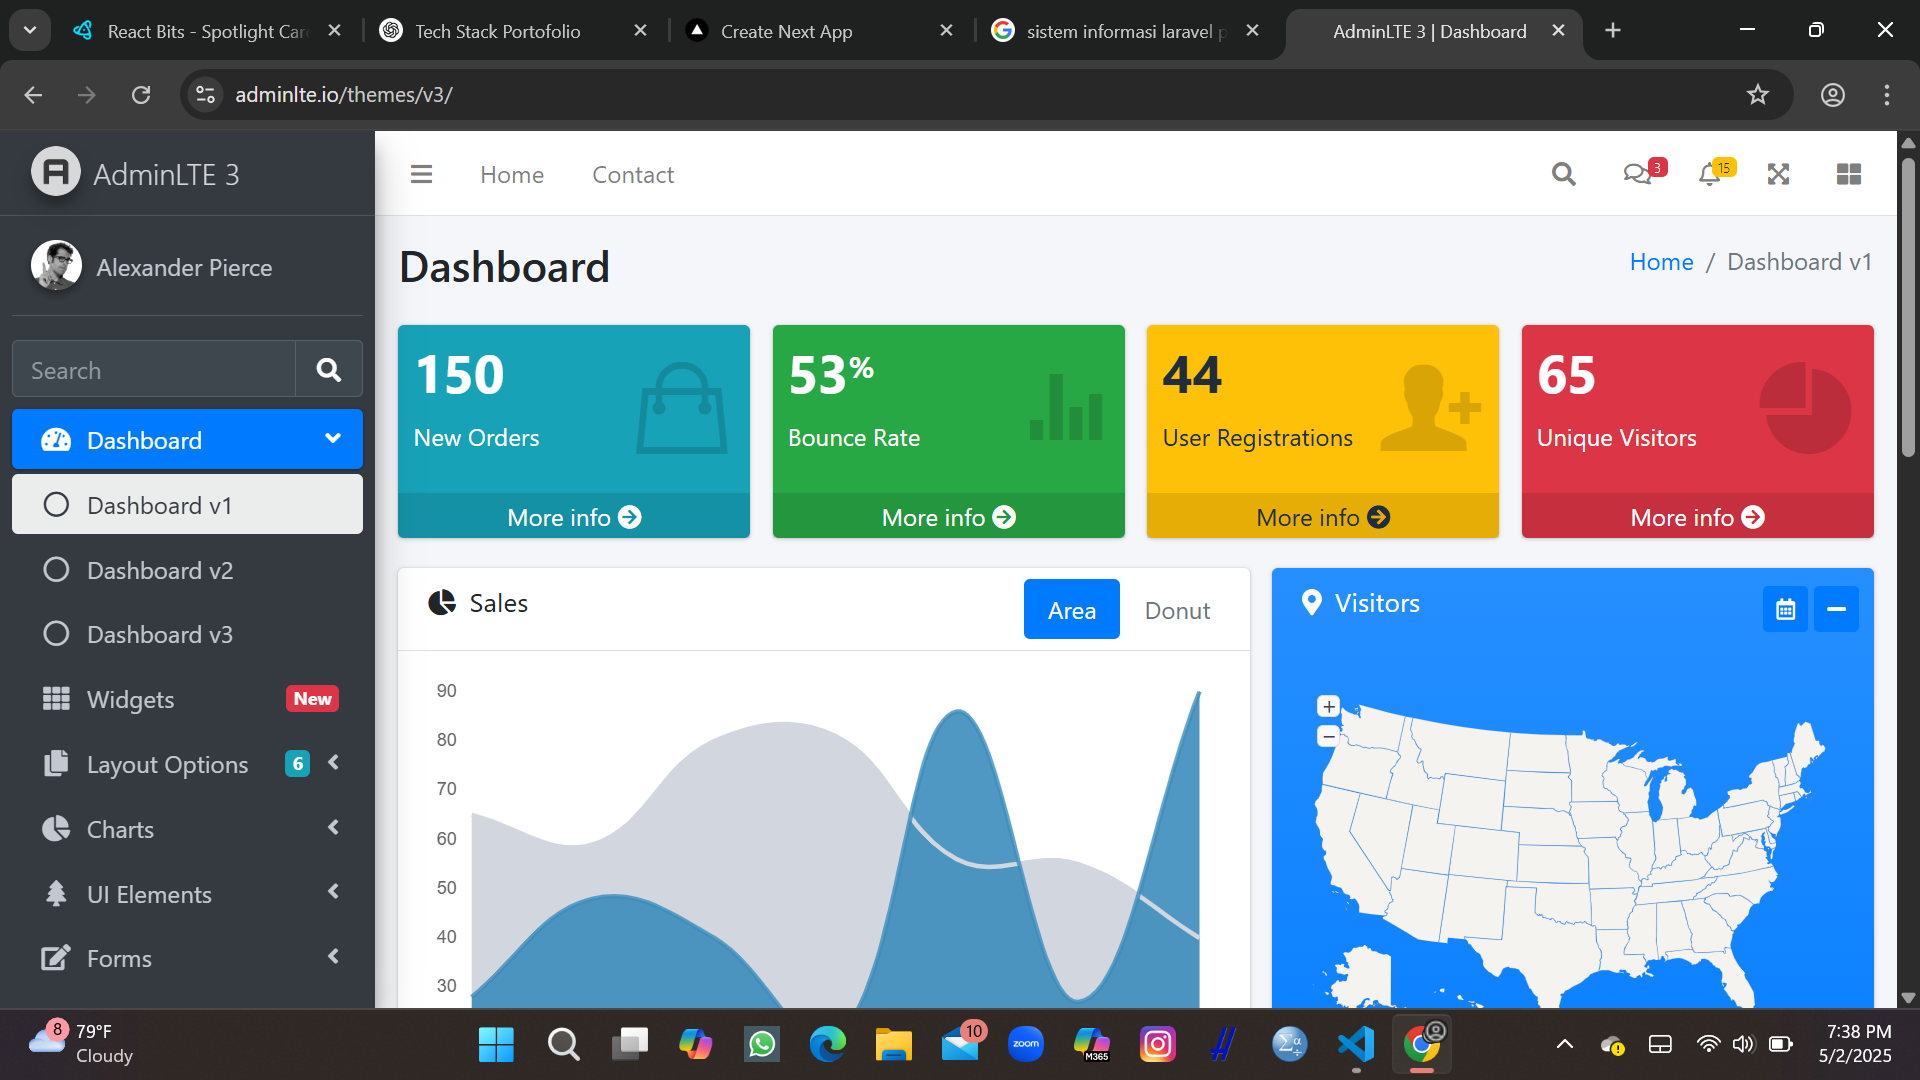 React Bits - Spotlight Car
Tech Stack Portofolio
Create Next App
sistem informasi laravel p
AdminLTE 3 | Dashboard
adminlte.io/themes/v3/
AdminLTE 3
Home
Contact
3
15
Alexander Pierce
Dashboard
Home / Dashboard v1
Search
Dashboard
Dashboard v1
Dashboard v2
Dashboard v3
Widgets New
Layout Options 6
Charts
UI Elements
Forms
150
New Orders
More info
53%
Bounce Rate
More info
44
User Registrations
More info
65
Unique Visitors
More info
Sales
Area
Donut
90
80
70
60
50
40
30
Visitors
+
−
8
79°F
Cloudy
10
zoom
M365
Σα
7:38 PM
5/2/2025